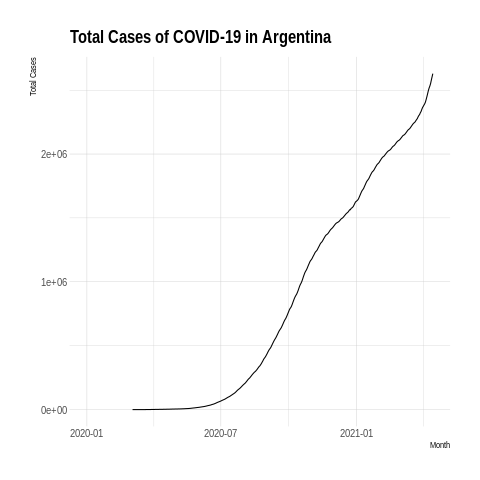 Total Cases of COVID-19 in Argentina
Total Cases
2e+06
1e+06
0e+00
2020-01 2020-07 2021-01
Month